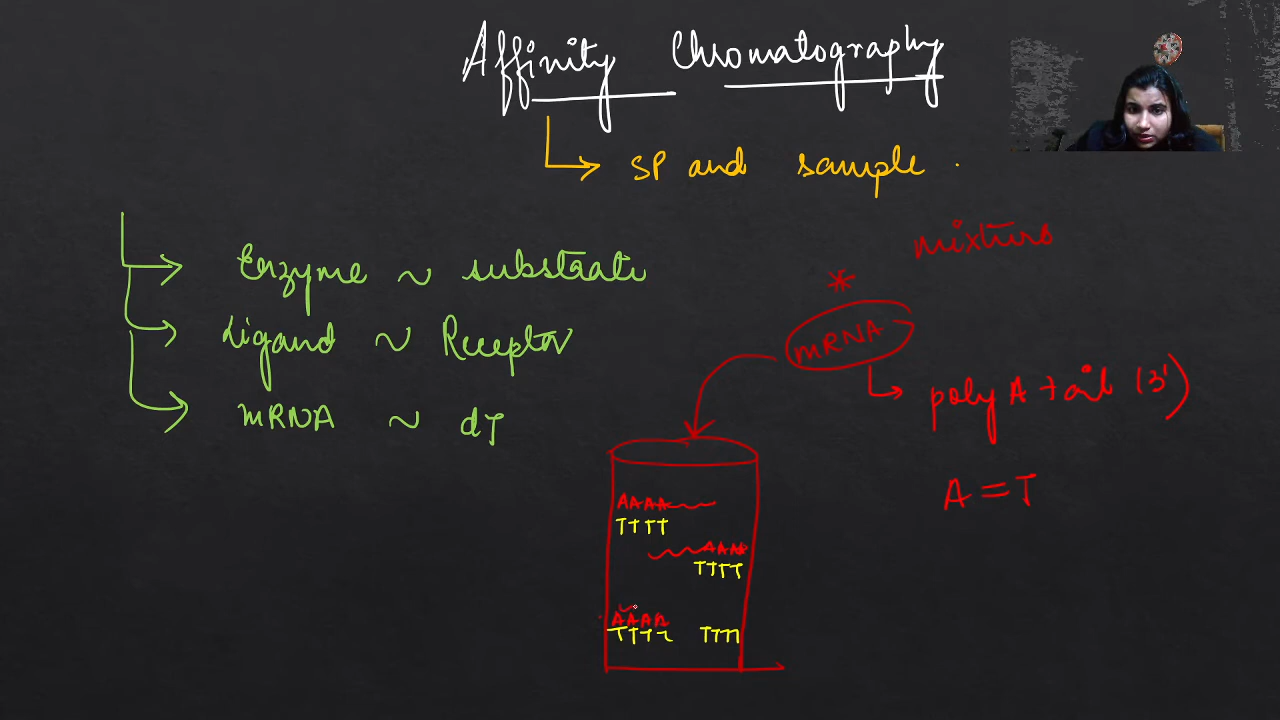 Affinity Chromatography
SP and sample .
mixture
Enzyme ~ substrate
Ligand ~ Receptor
mRNA ~ dT
*
mRNA
poly A tail (3')
A = T
AAAA
TTTT
AAAA
TTTT
AAAA
TTTT TTTT